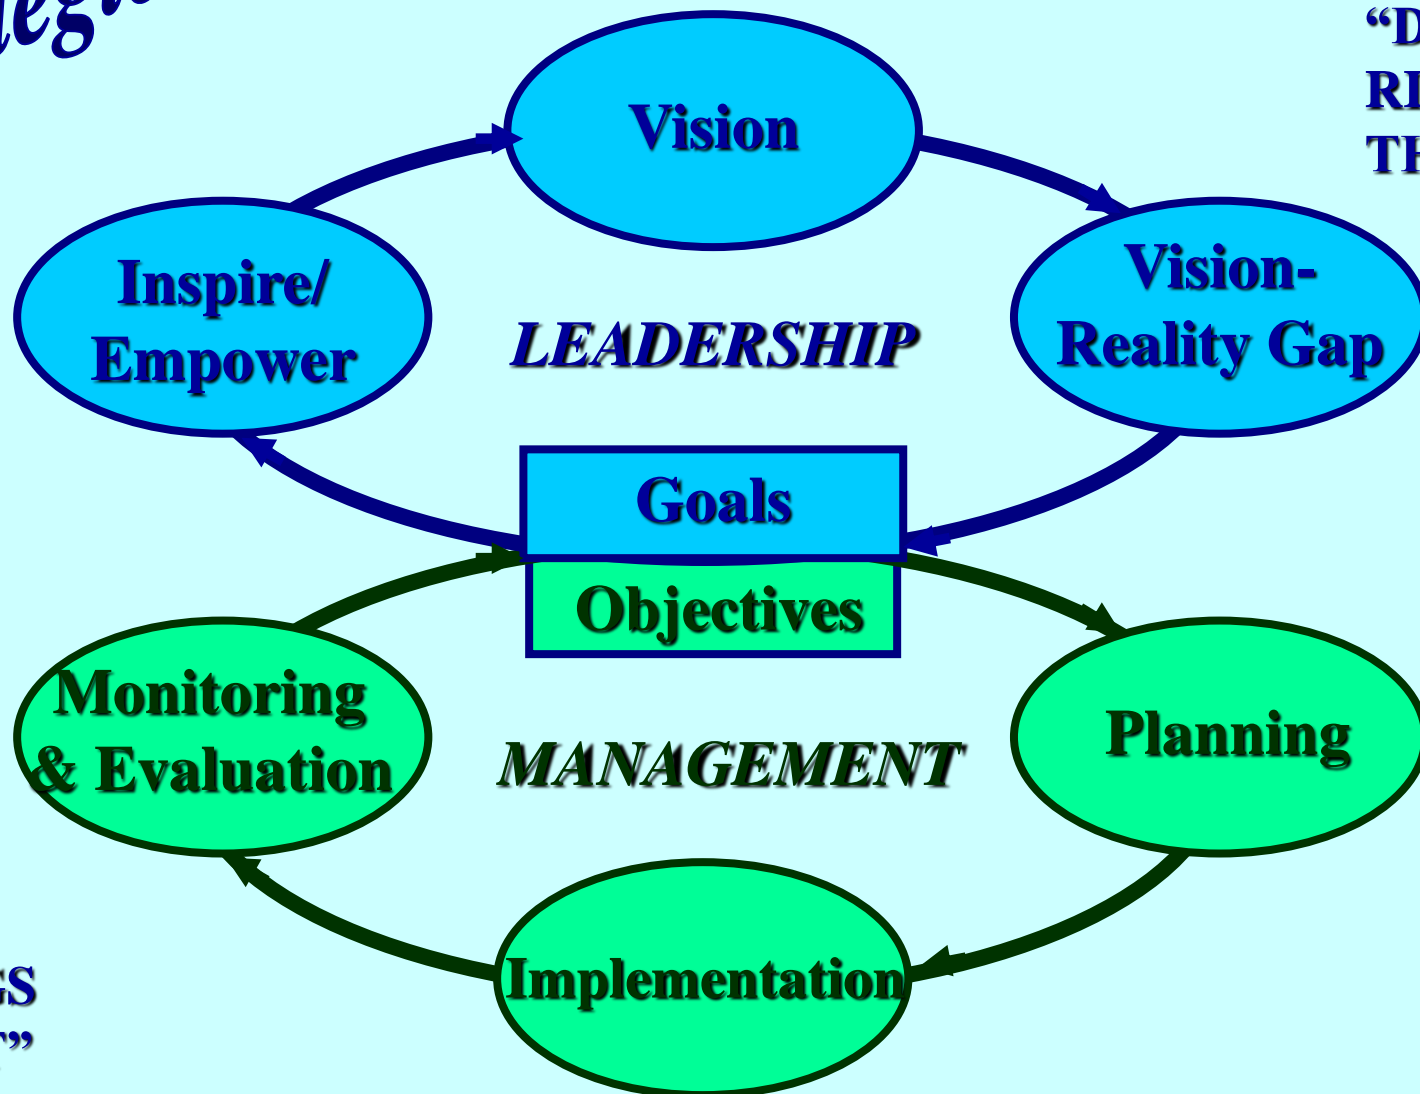 Vision
Inspire/
Empower
Vision-
Reality Gap
LEADERSHIP
Goals
Objectives
Monitoring
& Evaluation
Planning
MANAGEMENT
Implementation